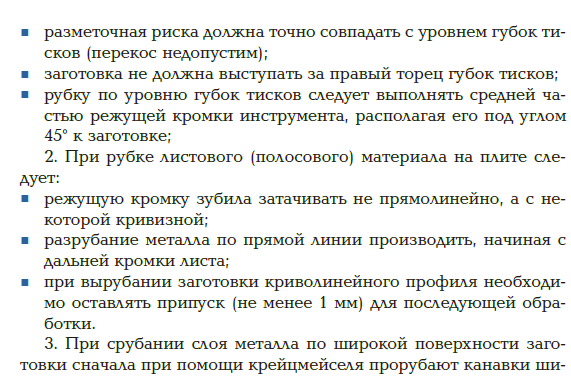 ▪ разметочная риска должна точно совпадать с уровнем губок ти-
сков (перекос недопустим);
▪ заготовка не должна выступать за правый торец губок тисков;
▪ рубку по уровню губок тисков следует выполнять средней ча-
стью режущей кромки инструмента, располагая его под углом
45° к заготовке;
2. При рубке листового (полосового) материала на плите сле-
дует:
▪ режущую кромку зубила затачивать не прямолинейно, а с не-
которой кривизной;
▪ разрубание металла по прямой линии производить, начиная с
дальней кромки листа;
▪ при вырубании заготовки криволинейного профиля необходи-
мо оставлять припуск (не менее 1 мм) для последующей обра-
ботки.
3. При срубании слоя металла по широкой поверхности заго-
товки сначала при помощи крейцмейселя прорубают канавки ши-